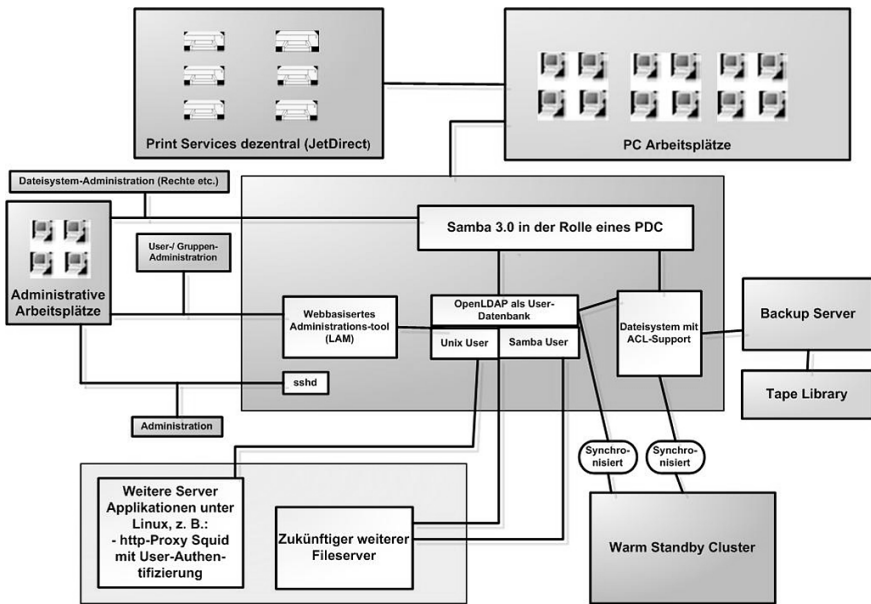 Print Services dezentral (JetDirect)
PC Arbeitsplätze
Dateisystem-Administration (Rechte etc.)
Samba 3.0 in der Rolle eines PDC
User-/ Gruppen-
Administratrion
Administrative
Arbeitsplätze
Webbasisertes
Administrations-tool
(LAM)
OpenLDAP als User-
Datenbank
Unix User
Samba User
Dateisystem mit
ACL-Support
Backup Server
Tape Library
sshd
Administration
Synchro-
nisiert
Synchro-
nisiert
Weitere Server
Applikationen unter
Linux, z. B.:
- http-Proxy Squid
mit User-Authen-
tifizierung
Zukünftiger weiterer
Fileserver
Warm Standby Cluster